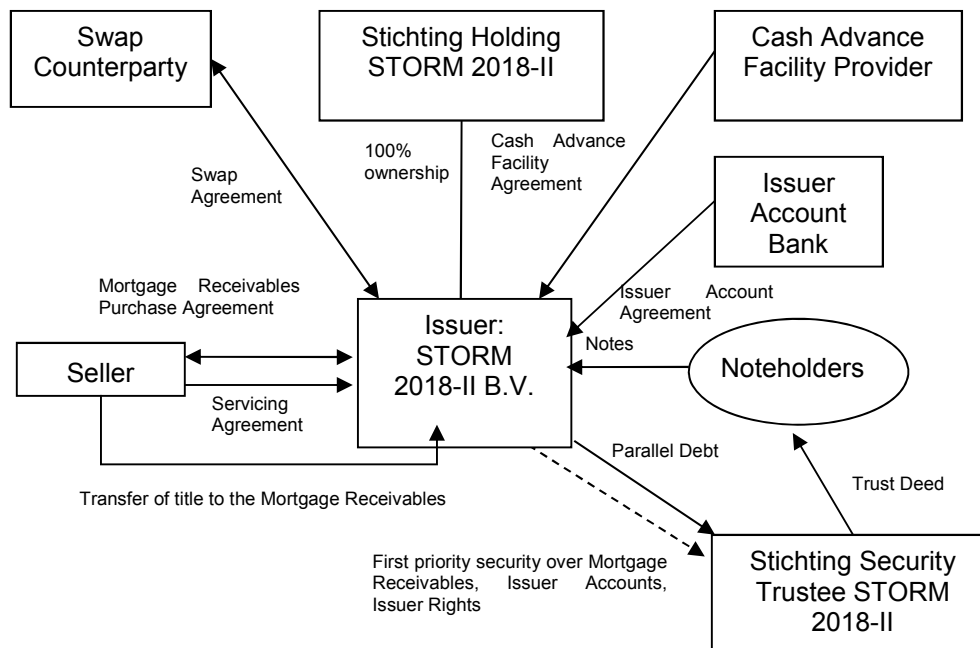 Swap
Counterparty
Stichting Holding
STORM 2018-II
Cash Advance
Facility Provider
Swap
Agreement
100%
ownership
Cash Advance
Facility
Agreement
Issuer
Account
Bank
Mortgage Receivables
Purchase Agreement
Issuer Account
Agreement
Issuer:
STORM
2018-II B.V.
Notes
Seller
Noteholders
Servicing
Agreement
Parallel Debt
Transfer of title to the Mortgage Receivables
Trust Deed
First priority security over Mortgage
Receivables, Issuer Accounts,
Issuer Rights
Stichting Security
Trustee STORM
2018-II